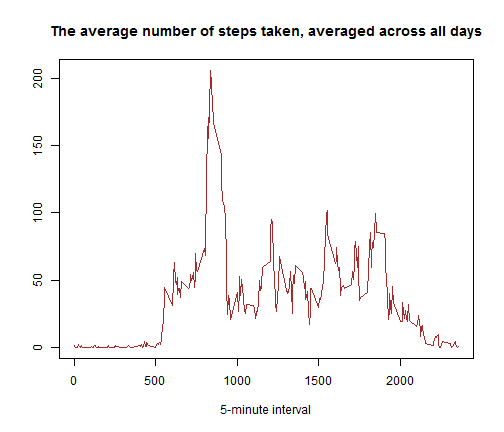 The average number of steps taken, averaged across all days
200
150
100
50
0
0 500 1000 1500 2000
5-minute interval